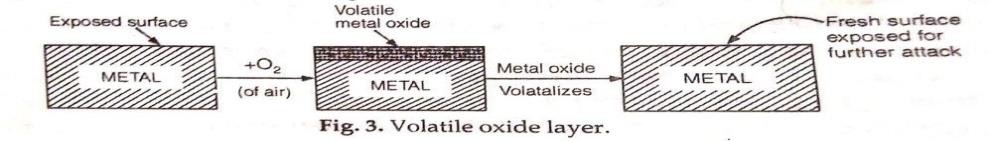 Exposed surface
METAL
+O₂
(of air)
Volatile
metal oxide
METAL
Metal oxide
Volatalizes
METAL
Fresh surface
exposed for
further attack
Fig. 3. Volatile oxide layer.